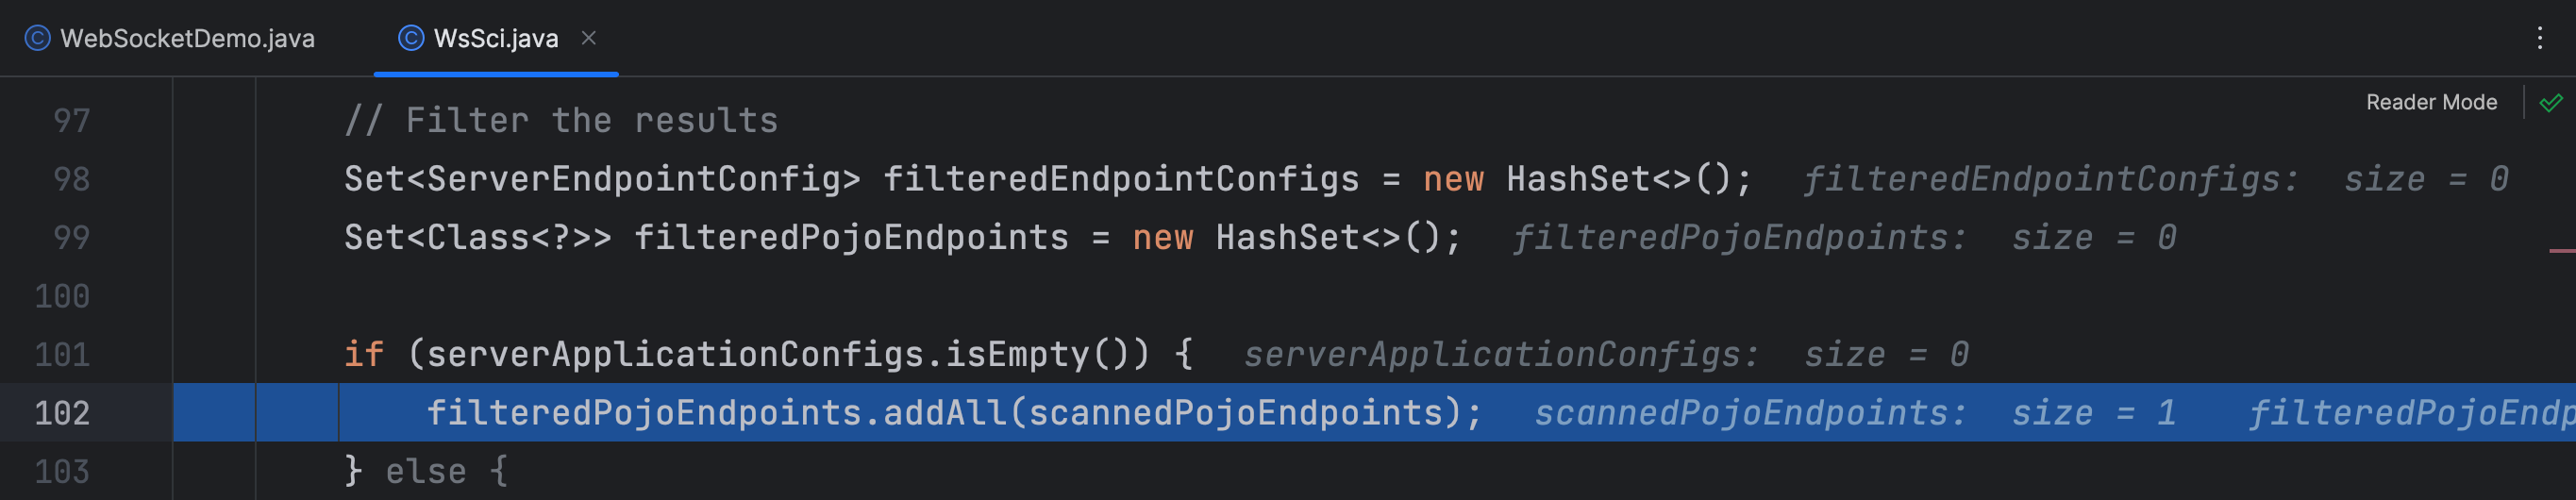 WebSocketDemo.java WsSci.java
Reader Mode
97 // Filter the results
98 Set<ServerEndpointConfig> filteredEndpointConfigs = new HashSet<>(); filteredEndpointConfigs: size = 0
99 Set<Class<?>> filteredPojoEndpoints = new HashSet<>(); filteredPojoEndpoints: size = 0
100
101 if (serverApplicationConfigs.isEmpty()) { serverApplicationConfigs: size = 0
102 filteredPojoEndpoints.addAll(scannedPojoEndpoints); scannedPojoEndpoints: size = 1 filteredPojoEndp
103 } else {